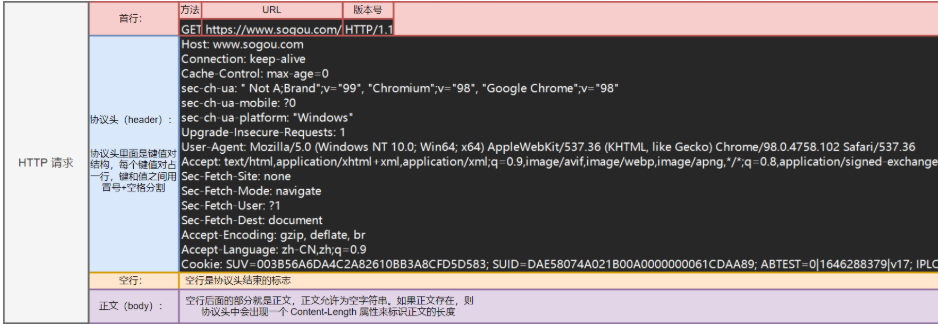 HTTP 请求
首行：
方法 URL 版本号
GET https://www.sogou.com/ HTTP/1.1
协议头（header）：
协议头里面是键值对
结构，每个键值对占
一行，键和值之间用
冒号+空格分割
Host: www.sogou.com
Connection: keep-alive
Cache-Control: max-age=0
sec-ch-ua: " Not A;Brand";v="99", "Chromium";v="98", "Google Chrome";v="98"
sec-ch-ua-mobile: ?0
sec-ch-ua-platform: "Windows"
Upgrade-Insecure-Requests: 1
User-Agent: Mozilla/5.0 (Windows NT 10.0; Win64; x64) AppleWebKit/537.36 (KHTML, like Gecko) Chrome/98.0.4758.102 Safari/537.36
Accept: text/html,application/xhtml+xml,application/xml;q=0.9,image/avif,image/webp,image/apng,*/*;q=0.8,application/signed-exchange
Sec-Fetch-Site: none
Sec-Fetch-Mode: navigate
Sec-Fetch-User: ?1
Sec-Fetch-Dest: document
Accept-Encoding: gzip, deflate, br
Accept-Language: zh-CN,zh;q=0.9
Cookie: SUV=003B56A6DA4C2A82610BB3A8CFD5D583; SUID=DAE58074A021B00A0000000061CDAA89; ABTEST=0|1646288379|v17; IPLC
空行：
空行是协议头结束的标志
正文（body）：
空行后面的部分就是正文，正文允许为空字符串。如果正文存在，则
协议头中会出现一个 Content-Length 属性来标识正文的长度